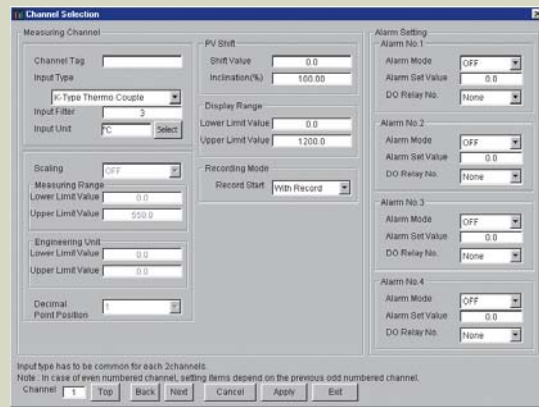 Channel Selection
Measuring Channel
Channel Tag
Input Type
K-Type Thermo Couple
Input Filter 3
Input Unit °C Select
Scaling OFF
Measuring Range
Lower Limit Value 0.0
Upper Limit Value 550.0
Engineering Unit
Lower Limit Value 0.0
Upper Limit Value 0.0
Decimal
Point Position 1
PV Shift
Shift Value 0.0
Inclination(%) 100.00
Display Range
Lower Limit Value 0.0
Upper Limit Value 1200.0
Recording Mode
Record Start With Record
Alarm Setting
Alarm No.1
Alarm Mode OFF
Alarm Set Value 0.0
DO Relay No. None
Alarm No.2
Alarm Mode OFF
Alarm Set Value 0.0
DO Relay No. None
Alarm No.3
Alarm Mode OFF
Alarm Set Value 0.0
DO Relay No. None
Alarm No.4
Alarm Mode OFF
Alarm Set Value 0.0
DO Relay No. None
Input type has to be common for each 2channels.
Note : In case of even numbered channel, setting items depend on the previous odd numbered channel.
Channel 1 Top Back Next Cancel Apply Exit